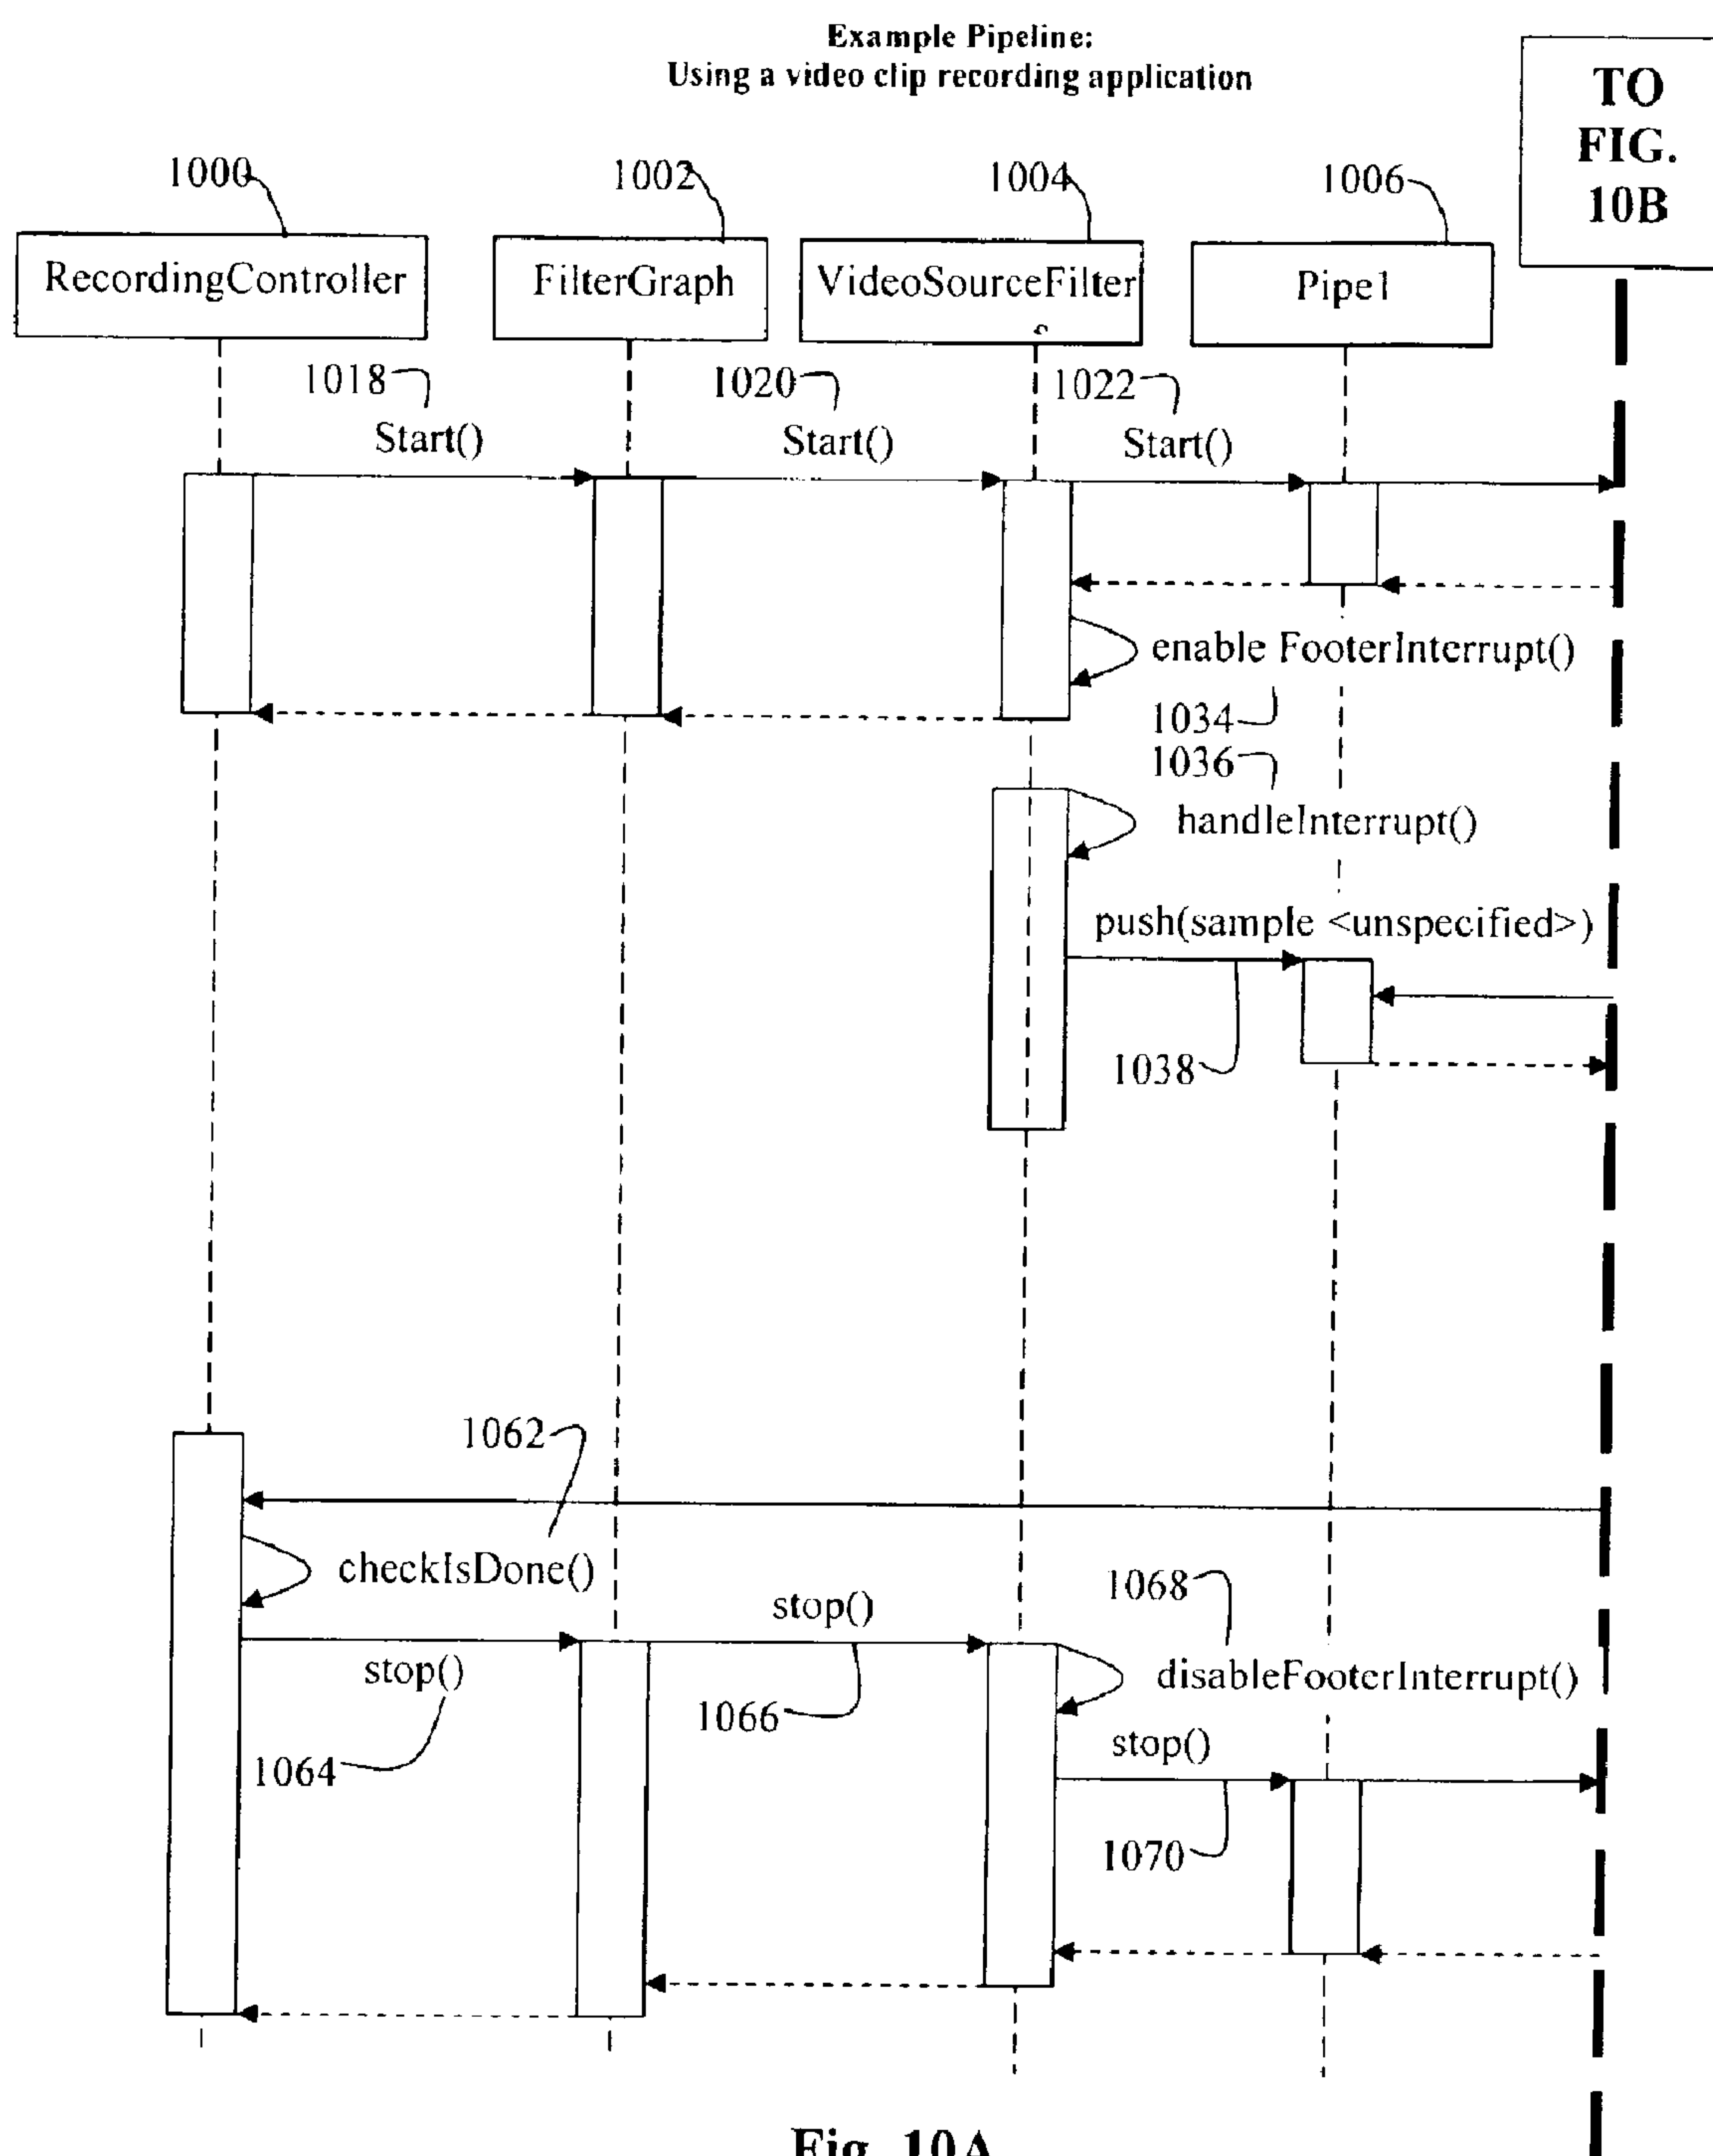 Example Pipeline:
Using a video clip recording application
TO
FIG.
10B
1000
1002
1004
1006
RecordingController
FilterGraph
VideoSourceFilter
Pipe1
1018
1020
1022
Start()
Start()
Start()
enable FooterInterrupt()
1034
1036
handleInterrupt()
push(sample <unspecified>)
1038
1062
checkIsDone()
stop()
1068
stop()
disableFooterInterrupt()
1066
stop()
1064
1070
Fig. 10A